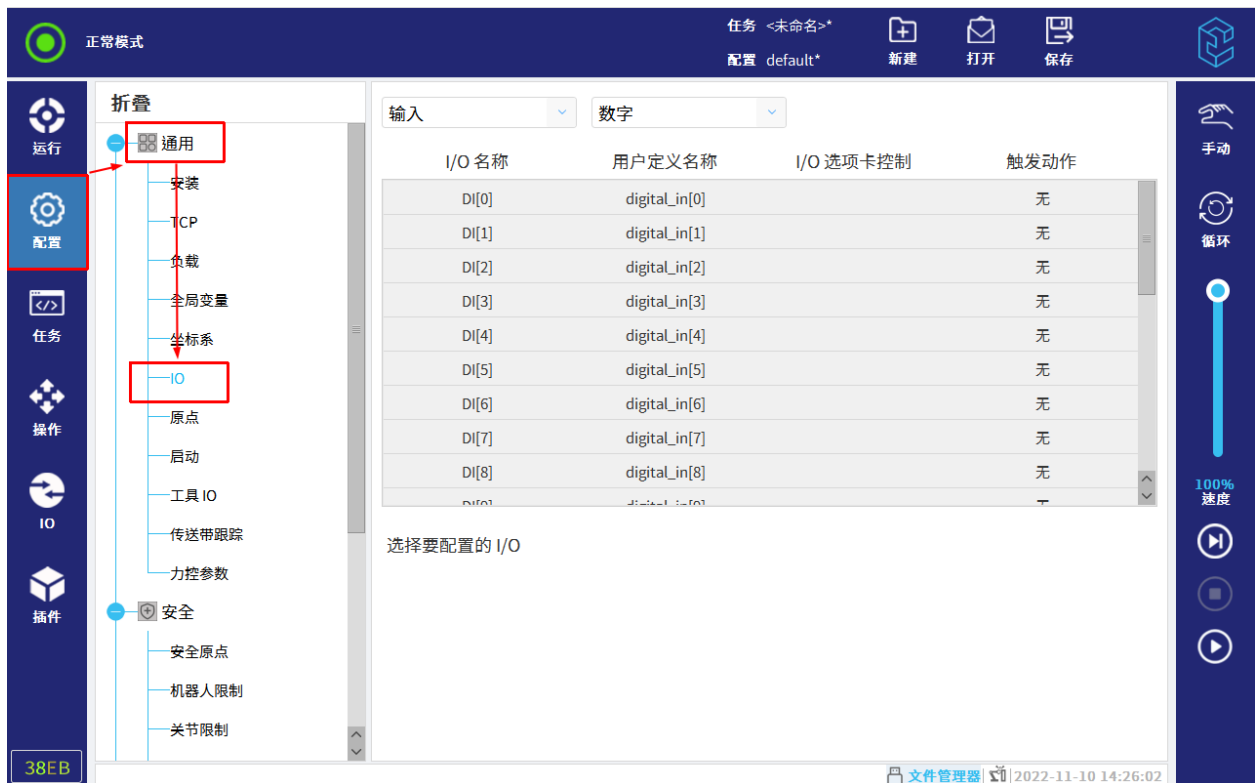 正常模式
任务 <未命名>*
配置 default*
新建
打开
保存
运行
配置
任务
操作
IO
插件
38EB
折叠
通用
安装
TCP
负载
全局变量
坐标系
IO
原点
启动
工具 IO
传送带跟踪
力控参数
安全
安全原点
机器人限制
关节限制
输入 数字
I/O 名称 用户定义名称 I/O 选项卡控制 触发动作
DI[0] digital_in[0] 无
DI[1] digital_in[1] 无
DI[2] digital_in[2] 无
DI[3] digital_in[3] 无
DI[4] digital_in[4] 无
DI[5] digital_in[5] 无
DI[6] digital_in[6] 无
DI[7] digital_in[7] 无
DI[8] digital_in[8] 无
选择要配置的 I/O
手动
循环
100%
速度
文件管理器 2022-11-10 14:26:02